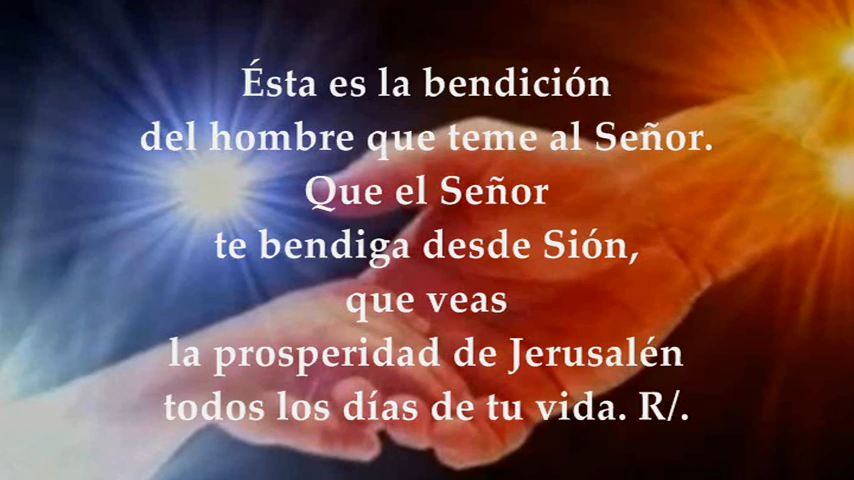 Ésta es la bendición
del hombre que teme al Señor.
Que el Señor
te bendiga desde Sión,
que veas
la prosperidad de Jerusalén
todos los días de tu vida. R/.